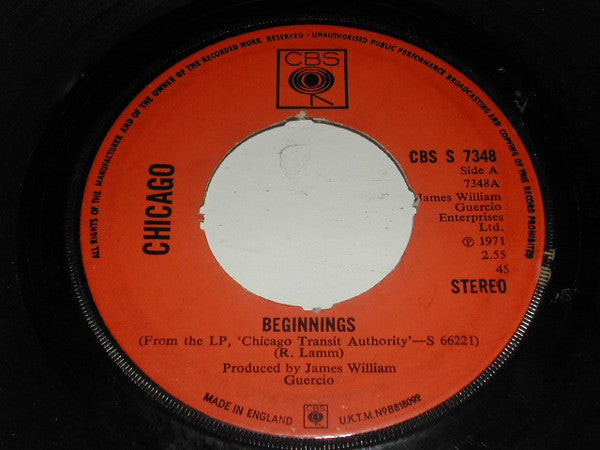 ALL RIGHTS OF THE MANUFACTURER AND OF THE OWNER OF THE RECORDED WORK RESERVED - UNAUTHORISED PUBLIC PERFORMANCE BROADCASTING AND COPYING OF THIS RECORD PROHIBITED
CBS
CHICAGO
CBS S 7348
Side A
7348A
James William
Guercio
Enterprises
Ltd.
℗ 1971
2.55
45
STEREO
BEGINNINGS
(From the LP, 'Chicago Transit Authority'—S 66221)
(R. Lamm)
Produced by James William
Guercio
MADE IN ENGLAND
CBS
U.K.T.M. Nº B818092